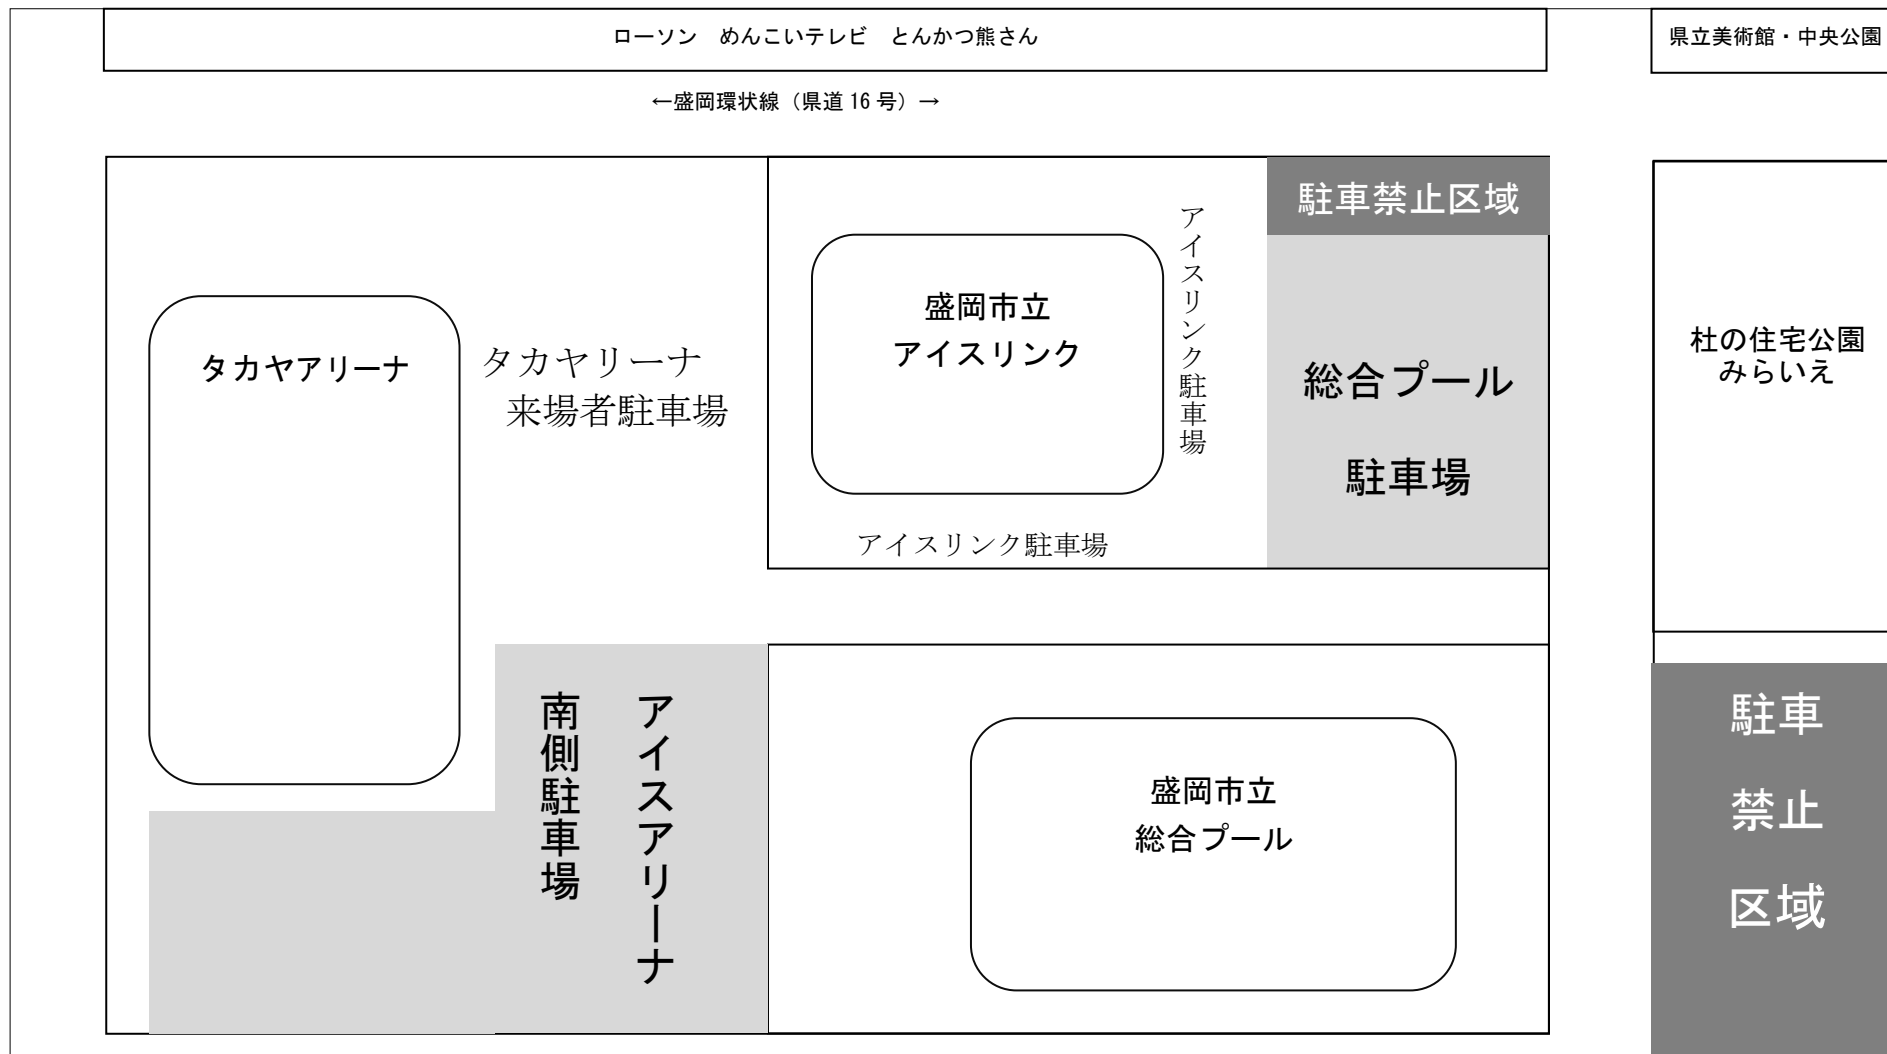 ローソン　めんこいテレビ　とんかつ熊さん
県立美術館・中央公園
←盛岡環状線（県道 16 号）→
駐車禁止区域
アイスリンク駐車場
盛岡市立
アイスリンク
タカヤアリーナ
タカヤリーナ
来場者駐車場
総合プール
駐車場
杜の住宅公園
みらいえ
アイスリンク駐車場
アイスアリーナ
南側駐車場
盛岡市立
総合プール
駐車
禁止
区域